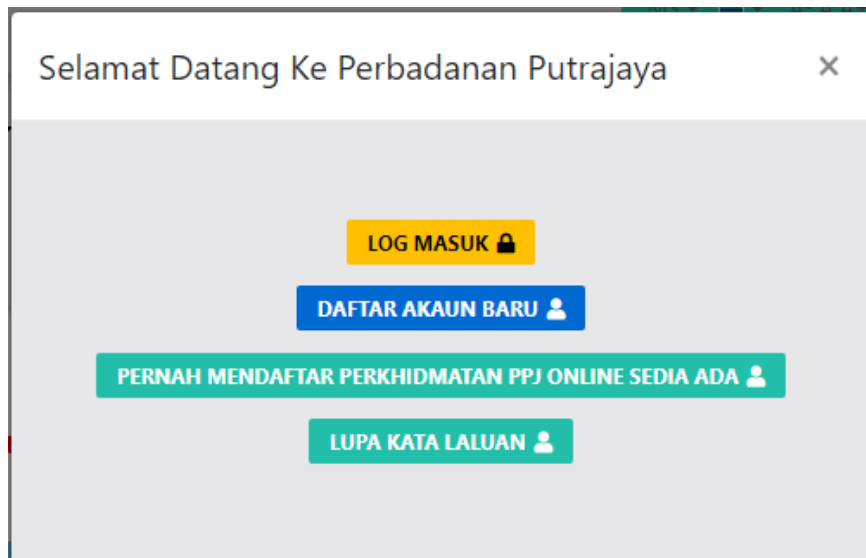 Selamat Datang Ke Perbadanan Putrajaya
LOG MASUK
DAFTAR AKAUN BARU
PERNAH MENDAFTAR PERKHIDMATAN PPJ ONLINE SEDIA ADA
LUPA KATA LALUAN